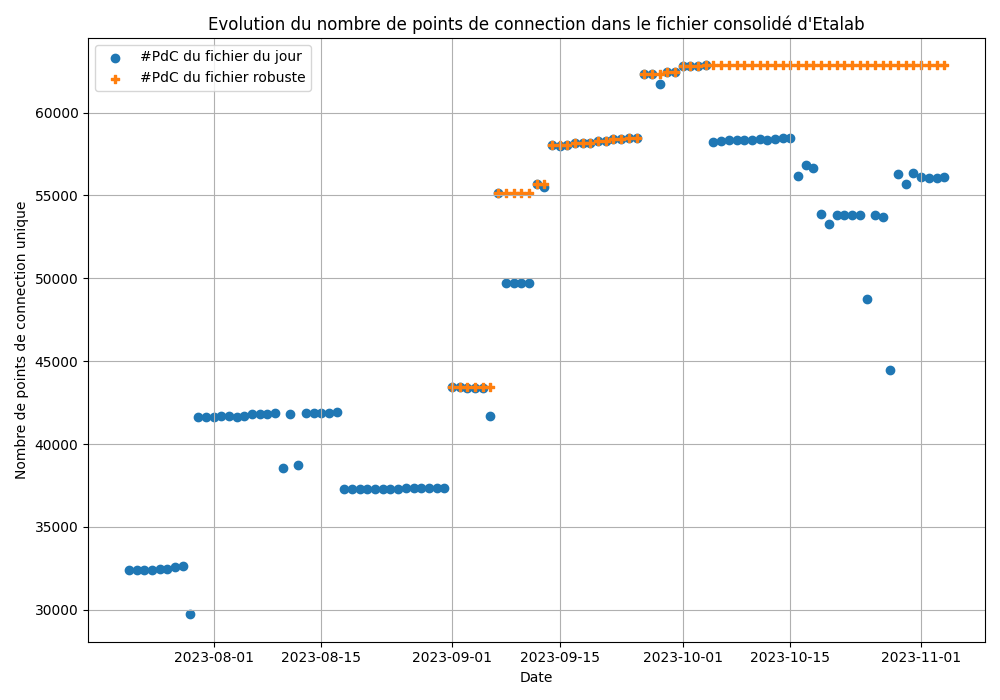 Evolution du nombre de points de connection dans le fichier consolidé d'Etalab
#PdC du fichier du jour
#PdC du fichier robuste
Nombre de points de connection unique
60000
55000
50000
45000
40000
35000
30000
2023-08-01
2023-08-15
2023-09-01
2023-09-15
2023-10-01
2023-10-15
2023-11-01
Date